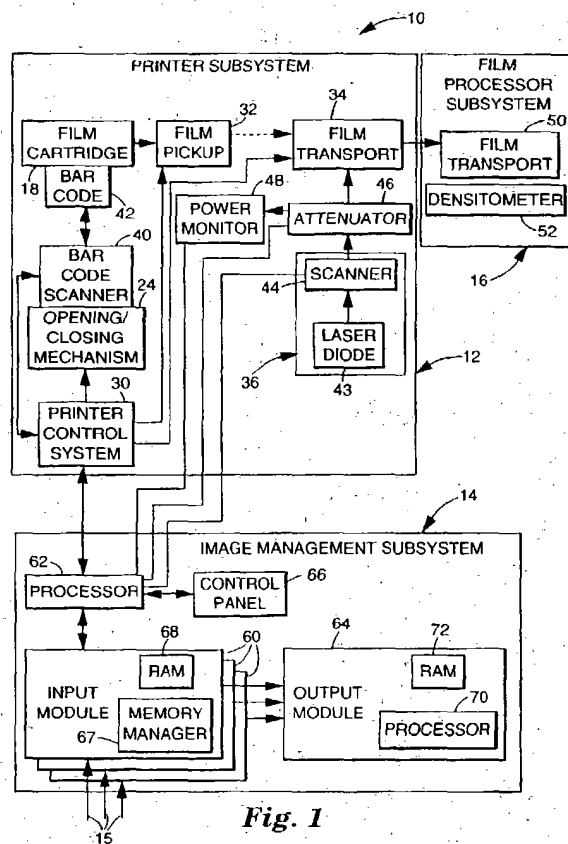 10
PRINTER SUBSYSTEM
FILM
PROCESSOR
SUBSYSTEM
FILM
CARTRIDGE
18
BAR
CODE
42
FILM
PICKUP
32
34
FILM
TRANSPORT
50
FILM
TRANSPORT
DENSITOMETER
52
16
48
POWER
MONITOR
46
ATTENUATOR
40
BAR
CODE
SCANNER
24
OPENING/
CLOSING
MECHANISM
44
SCANNER
LASER
DIODE
43
36
12
30
PRINTER
CONTROL
SYSTEM
14
IMAGE MANAGEMENT SUBSYSTEM
62
PROCESSOR
CONTROL
PANEL
66
68
RAM
60
INPUT
MODULE
MEMORY
MANAGER
67
64
OUTPUT
MODULE
72
RAM
70
PROCESSOR
15
Fig. 1